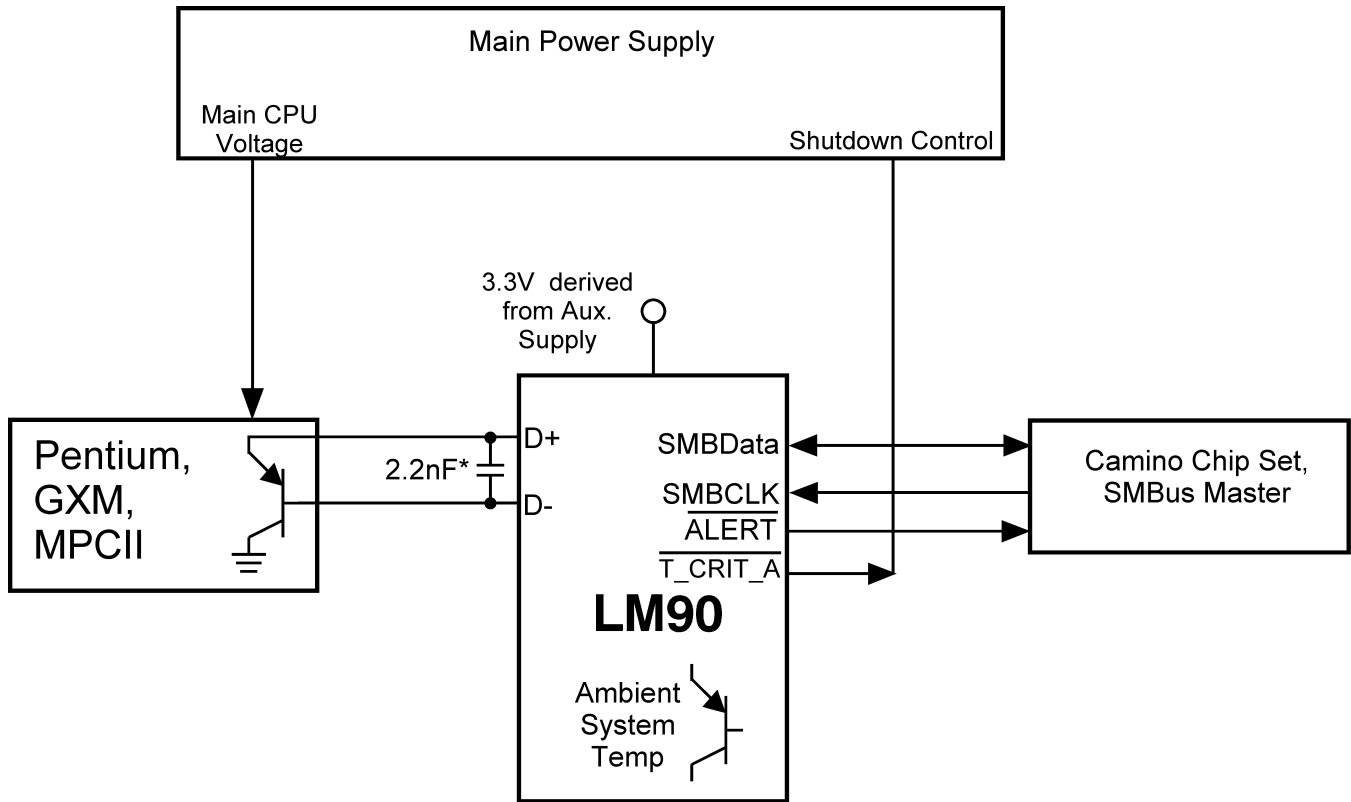 Main Power Supply
Main CPU
Voltage
Shutdown Control
3.3V derived
from Aux.
Supply
Pentium,
GXM,
MPCII
2.2nF*
D+
D-
SMBData
SMBCLK
ALERT
T_CRIT_A
LM90
Ambient
System
Temp
Camino Chip Set,
SMBus Master